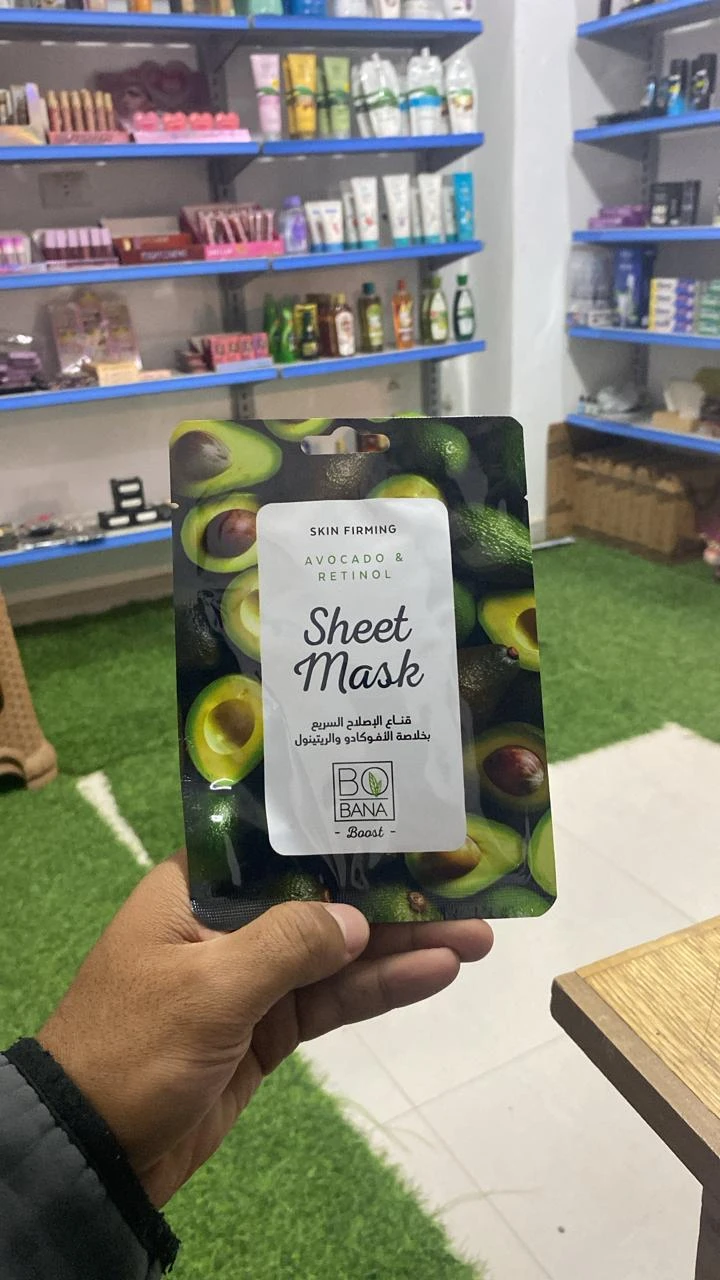 SKIN FIRMING
AVOCADO &
RETINOL
Sheet
Mask
قناع الإصلاح السريع
بخلاصة الأفوكادو والريتينول
BO
BANA
- Boost -